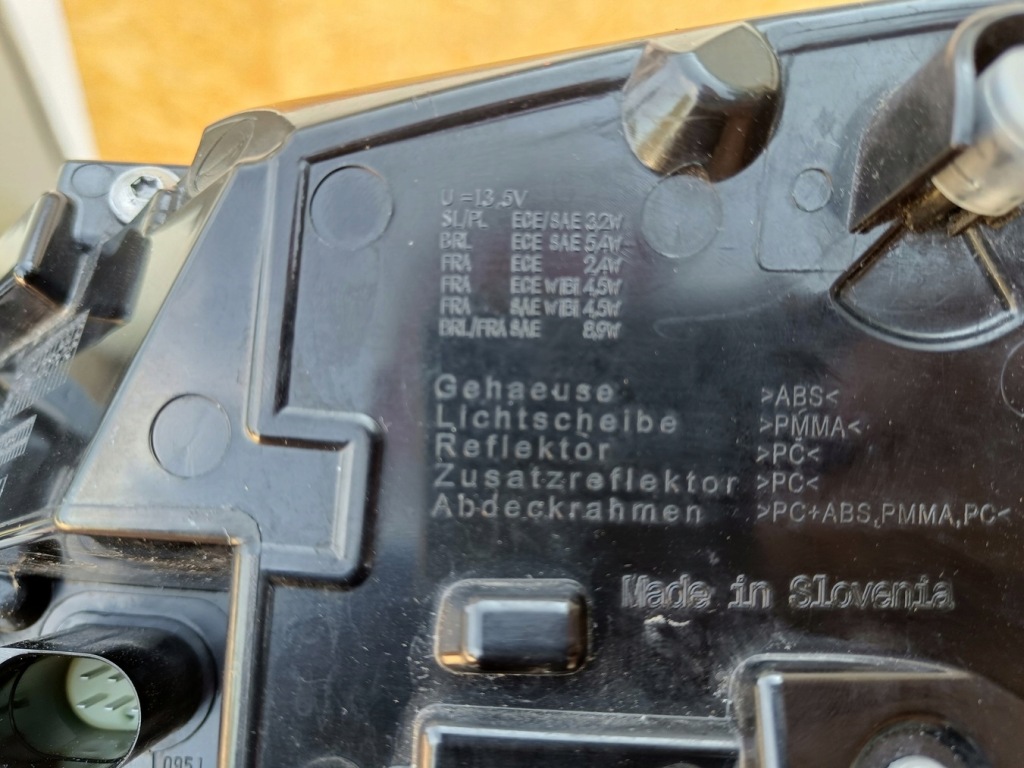 U =13,5V
SL/PL ECE/SAE 3,2W
BRL ECE SAE 5,4W
FRA ECE 2,4W
FRA ECE W1B1 4,5W
FRA SAE W1B1 4,5W
BRL/FRA SAE 8,9W
Gehaeuse >ABS<
Lichtscheibe >PMMA<
Reflektor >PC<
Zusatzreflektor >PC<
Abdeckrahmen >PC+ABS,PMMA,PC<
Made in Slovenia